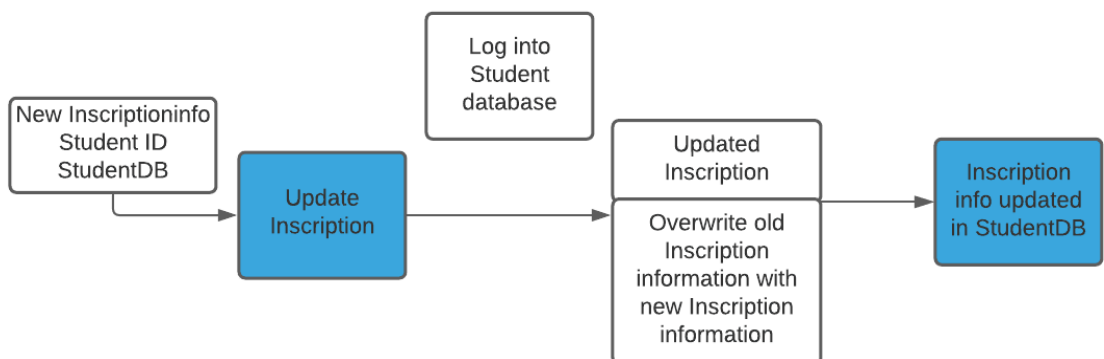 New Inscriptioninfo
Student ID
StudentDB
Update
Inscription
Log into
Student
database
Updated
Inscription
Overwrite old
Inscription
information with
new Inscription
information
Inscription
info updated
in StudentDB